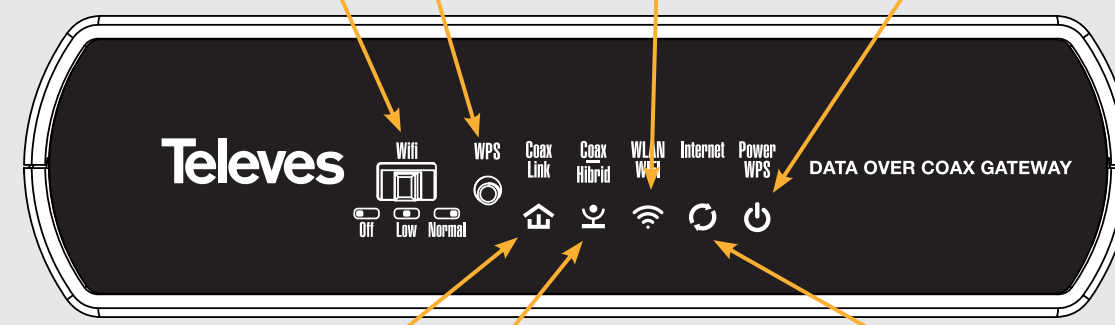 Televes
Wifi
Off Low Normal
WPS
Coax
Link
Coax
Hibrid
WLAN
WIFI
Internet
Power
WPS
DATA OVER COAX GATEWAY